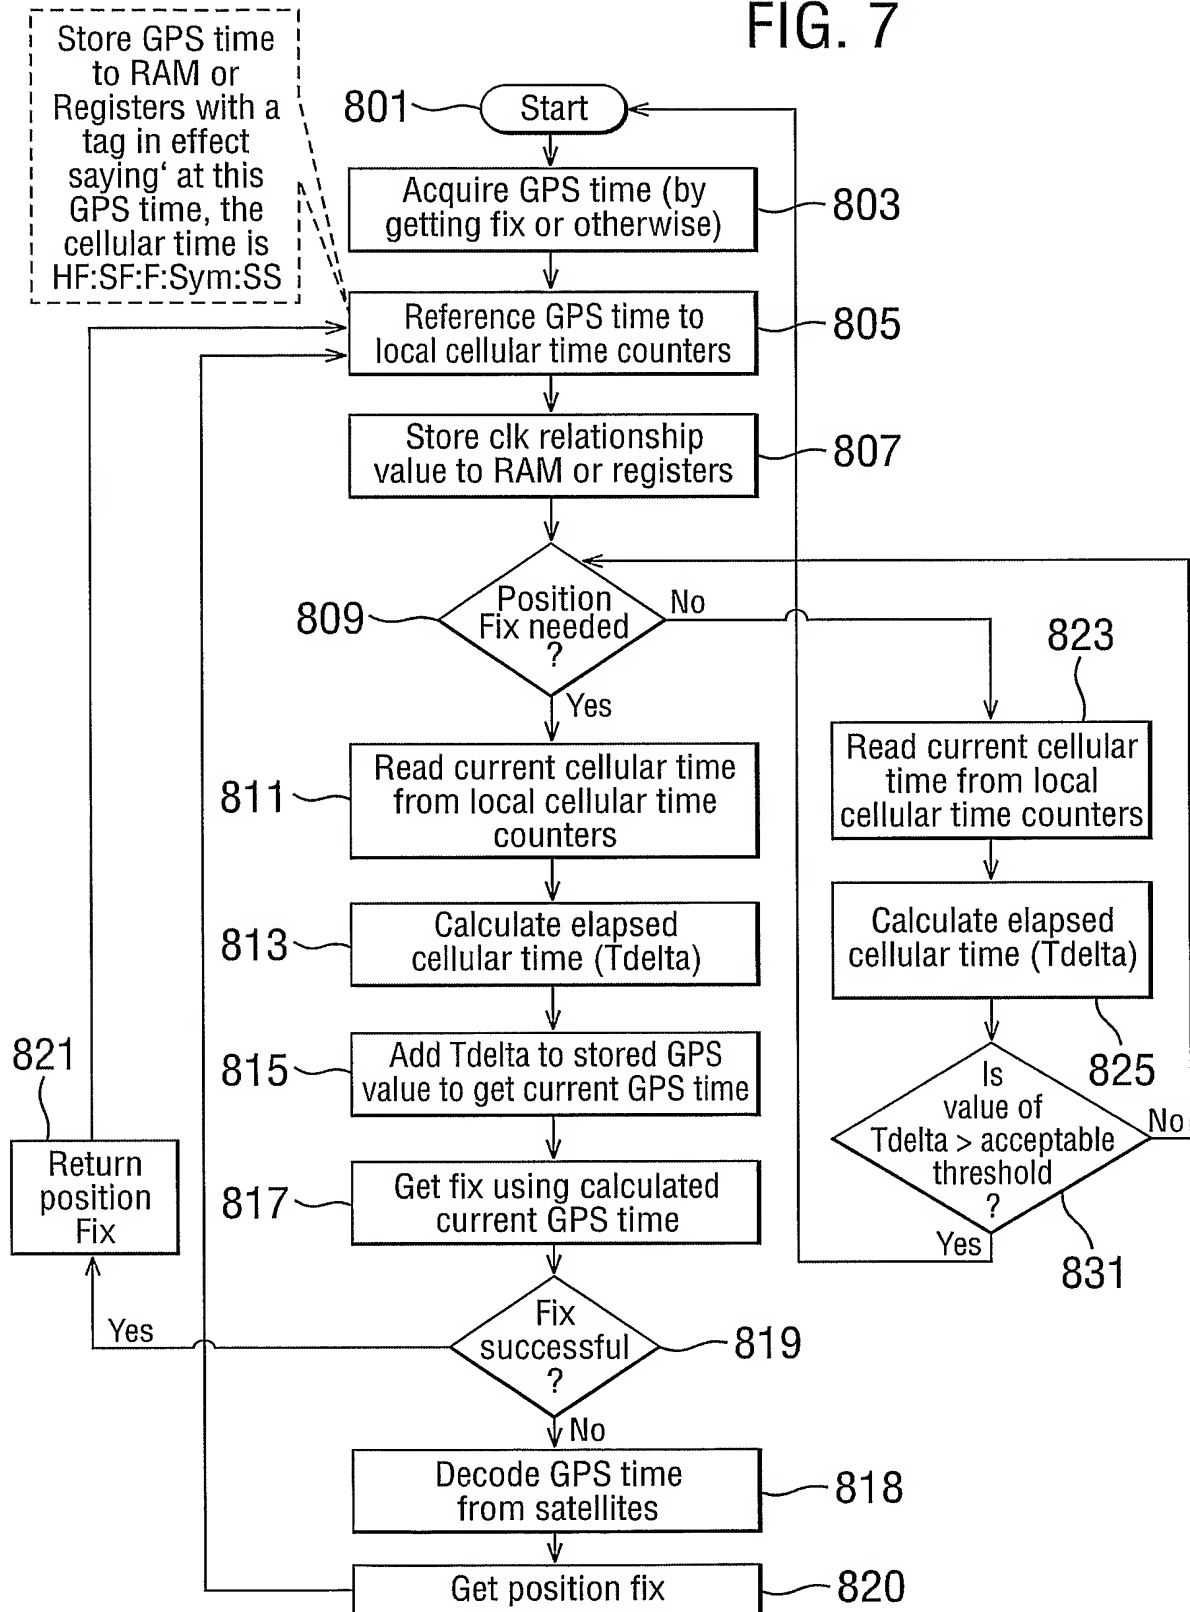 FIG. 7
Store GPS time
to RAM or
Registers with a
tag in effect
saying‘ at this
GPS time, the
cellular time is
HF:SF:F:Sym:SS
801
Start
Acquire GPS time (by
getting fix or otherwise)
803
Reference GPS time to
local cellular time counters
805
Store clk relationship
value to RAM or registers
807
809
Position
Fix needed
?
No
Yes
823
Read current cellular
time from local
cellular time counters
811
Read current cellular time
from local cellular time
counters
813
Calculate elapsed
cellular time (Tdelta)
Calculate elapsed
cellular time (Tdelta)
825
815
Add Tdelta to stored GPS
value to get current GPS time
Is
value of
Tdelta > acceptable
threshold
?
No
Yes
831
821
Return
position
Fix
817
Get fix using calculated
current GPS time
Fix
successful
?
819
Yes
No
Decode GPS time
from satellites
818
Get position fix
820